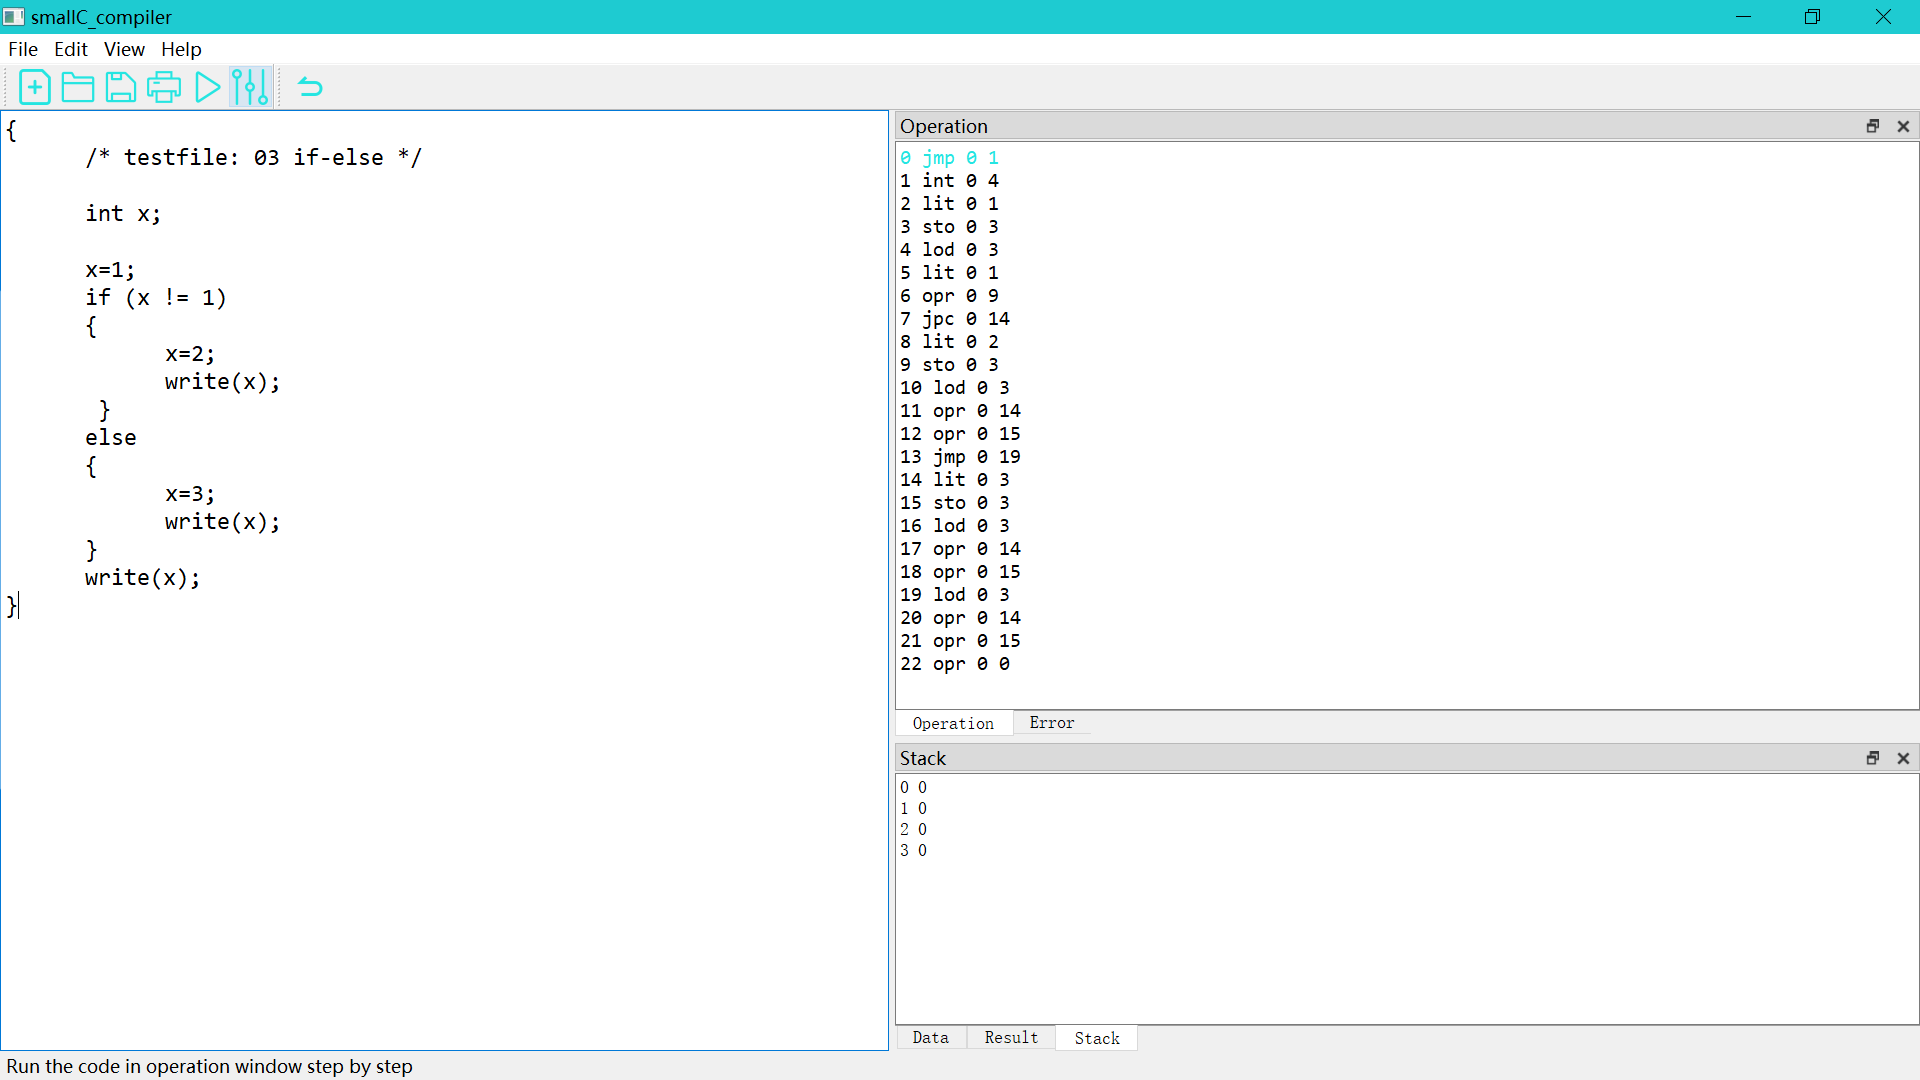 smallC_compiler
File Edit View Help
{
/* testfile: 03 if-else */
int x;
x=1;
if (x != 1)
{
x=2;
write(x);
}
else
{
x=3;
write(x);
}
write(x);
}
Operation
0 jmp 0 1
1 int 0 4
2 lit 0 1
3 sto 0 3
4 lod 0 3
5 lit 0 1
6 opr 0 9
7 jpc 0 14
8 lit 0 2
9 sto 0 3
10 lod 0 3
11 opr 0 14
12 opr 0 15
13 jmp 0 19
14 lit 0 3
15 sto 0 3
16 lod 0 3
17 opr 0 14
18 opr 0 15
19 lod 0 3
20 opr 0 14
21 opr 0 15
22 opr 0 0
Operation Error
Stack
0 0
1 0
2 0
3 0
Data Result Stack
Run the code in operation window step by step